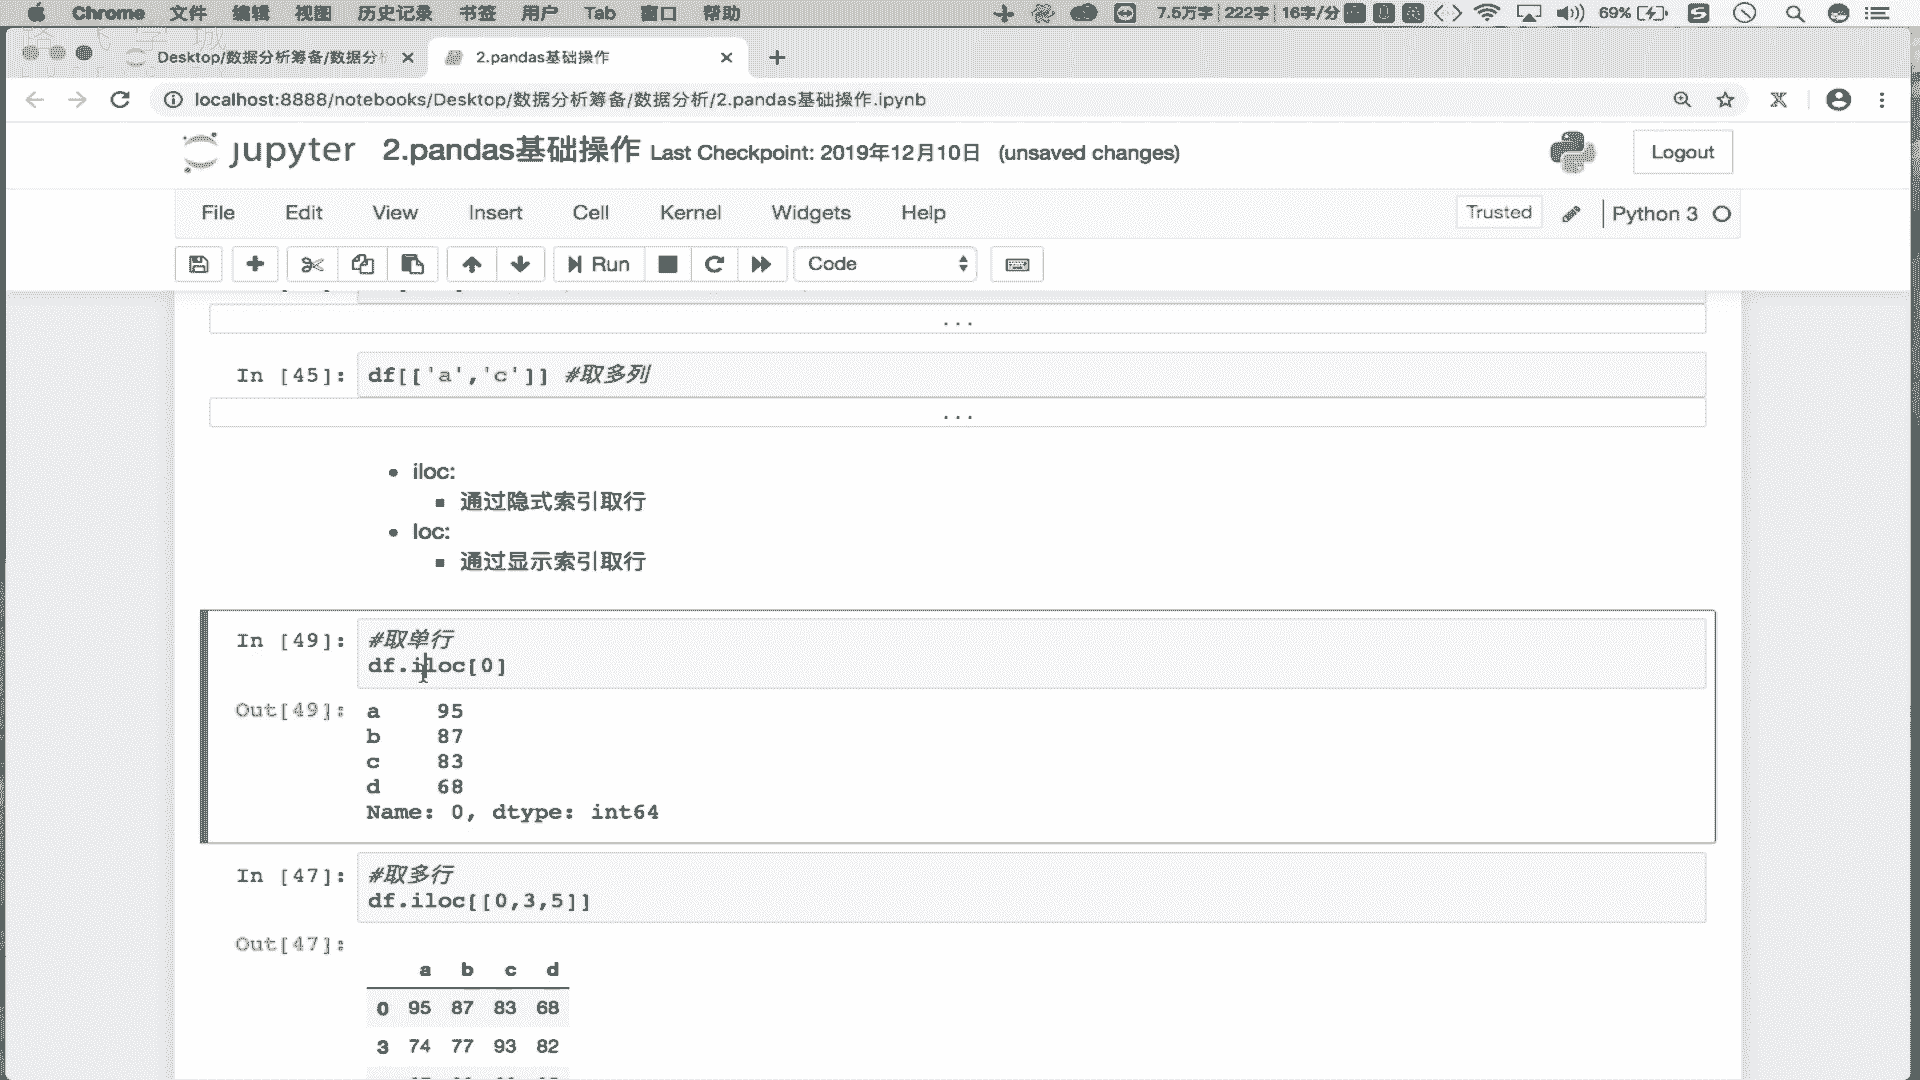 Chrome 文件 编辑 视图 历史记录 书签 用户 Tab 窗口 帮助 7.5万字 222字 16字/分 69%
Desktop/数据分析筹备/数据分
2.pandas基础操作
localhost:8888/notebooks/Desktop/数据分析筹备/数据分析/2.pandas基础操作.ipynb
jupyter 2.pandas基础操作 Last Checkpoint: 2019年12月10日 (unsaved changes)
Logout
File Edit View Insert Cell Kernel Widgets Help Trusted Python 3
Run Code
...
In [45]: df[['a','c']] #取多列
...
iloc:
通过隐式索引取行
loc:
通过显示索引取行
In [49]: #取单行
df.iloc[0]
Out[49]: a 95
b 87
c 83
d 68
Name: 0, dtype: int64
In [47]: #取多行
df.iloc[[0,3,5]]
Out[47]:
a b c d
0 95 87 83 68
3 74 77 93 82